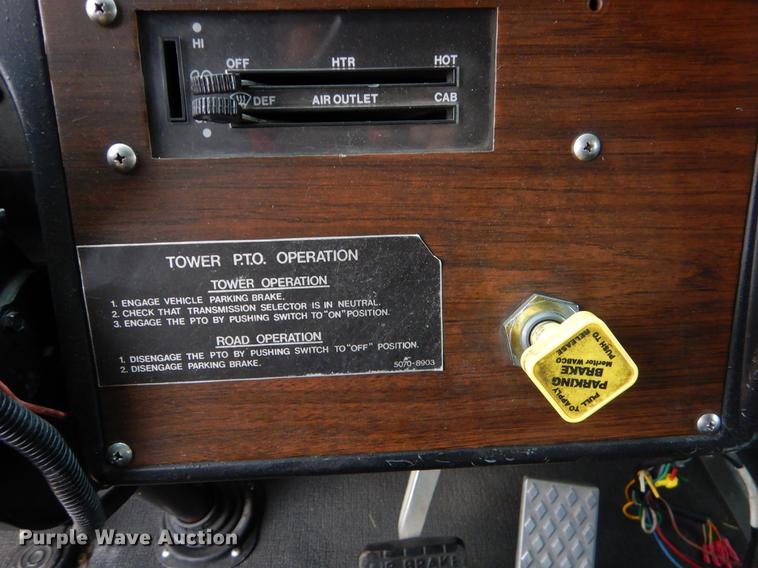 HI
OFF HTR HOT
DEF AIR OUTLET CAB
TOWER P.T.O. OPERATION
TOWER OPERATION
1. ENGAGE VEHICLE PARKING BRAKE.
2. CHECK THAT TRANSMISSION SELECTOR IS IN NEUTRAL.
3. ENGAGE THE PTO BY PUSHING SWITCH TO "ON" POSITION.
ROAD OPERATION
1. DISENGAGE THE PTO BY PUSHING SWITCH TO "OFF" POSITION.
2. DISENGAGE PARKING BRAKE.
5070-8903
PULL TO APPLY
PARKING
BRAKE
Meritor WABCO
PUSH TO RELEASE
BRAKE
Purple Wave Auction